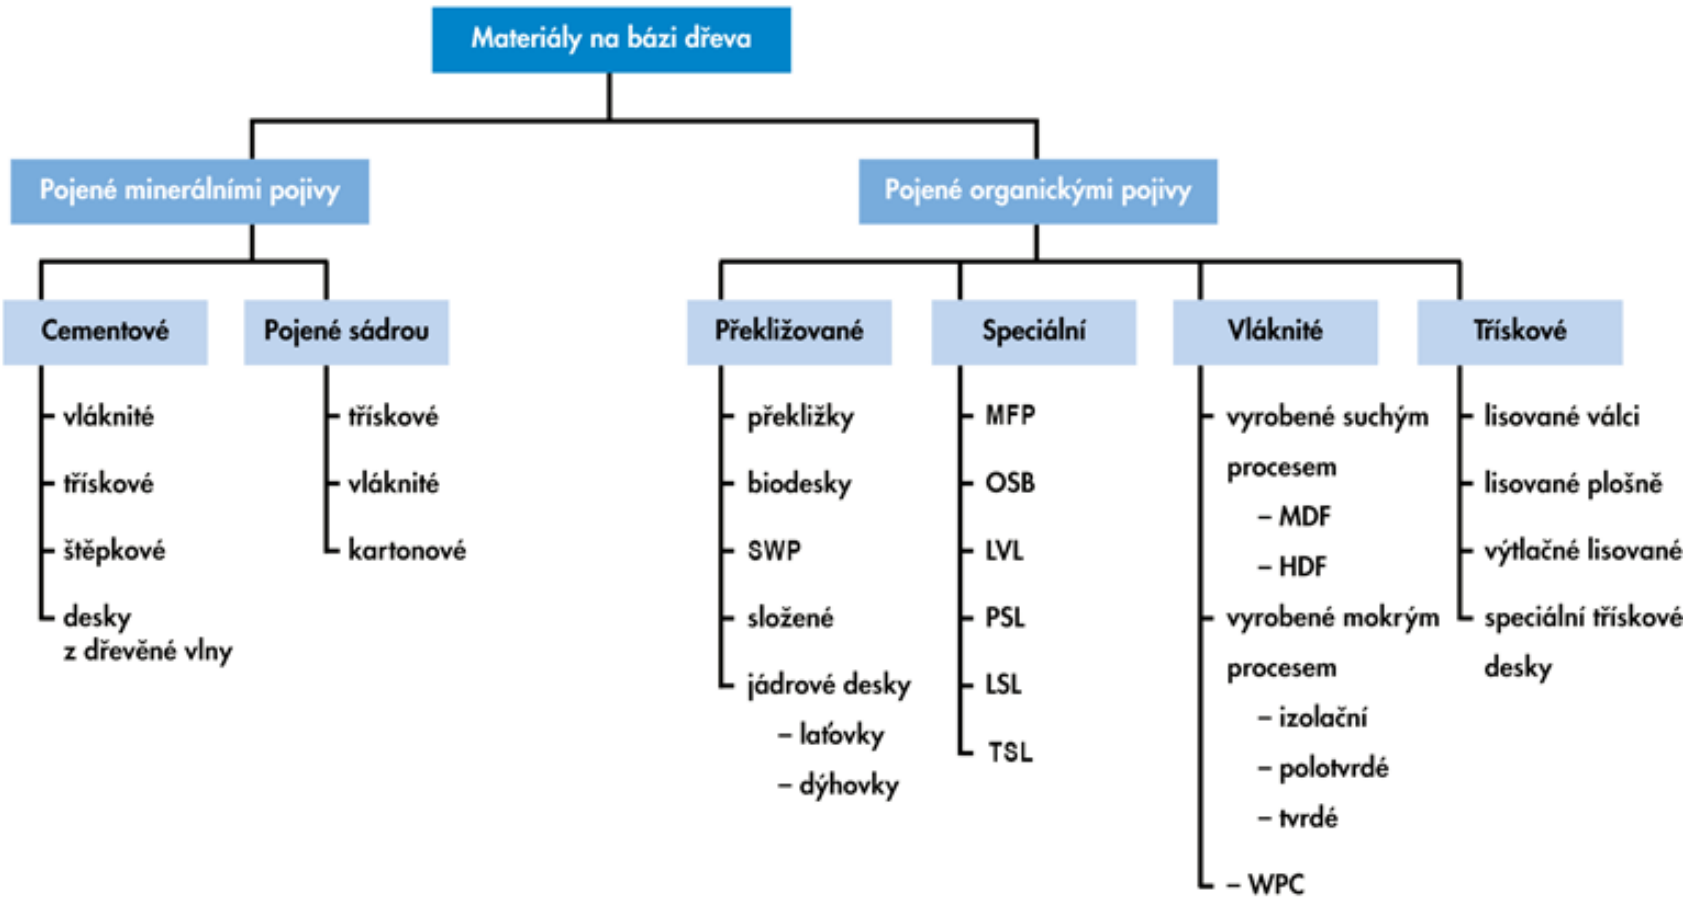 Materiály na bázi dřeva
Pojené minerálními pojivy
Pojené organickými pojivy
Cementové
Pojené sádrou
Překližované
Speciální
Vláknité
Třískové
vláknité
třískové
štěpkové
desky
z dřevěné vlny
třískové
vláknité
kartonové
překližky
biodesky
SWP
složené
jádrové desky
– laťovky
– dýhovky
MFP
OSB
LVL
PSL
LSL
TSL
vyrobené suchým
procesem
– MDF
– HDF
vyrobené mokrým
procesem
– izolační
– polotvrdé
– tvrdé
– WPC
lisované válci
lisované plošně
výtlačné lisované
speciální třískové
desky